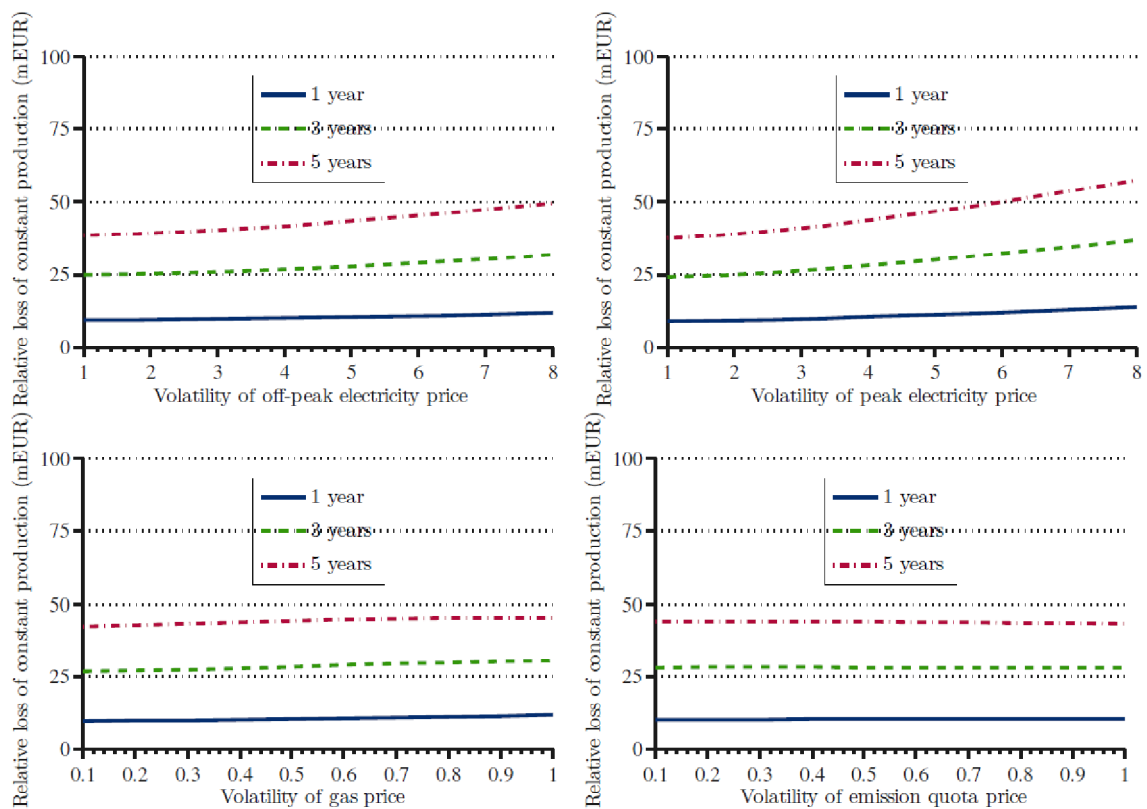 Relative loss of constant production (mEUR)
100
75
50
25
0
1 year
3 years
5 years
1 2 3 4 5 6 7 8
Volatility of off-peak electricity price
Relative loss of constant production (mEUR)
100
75
50
25
0
1 year
3 years
5 years
1 2 3 4 5 6 7 8
Volatility of peak electricity price
Relative loss of constant production (mEUR)
100
75
50
25
0
1 year
3 years
5 years
0.1 0.2 0.3 0.4 0.5 0.6 0.7 0.8 0.9 1
Volatility of gas price
Relative loss of constant production (mEUR)
100
75
50
25
0
1 year
3 years
5 years
0.1 0.2 0.3 0.4 0.5 0.6 0.7 0.8 0.9 1
Volatility of emission quota price